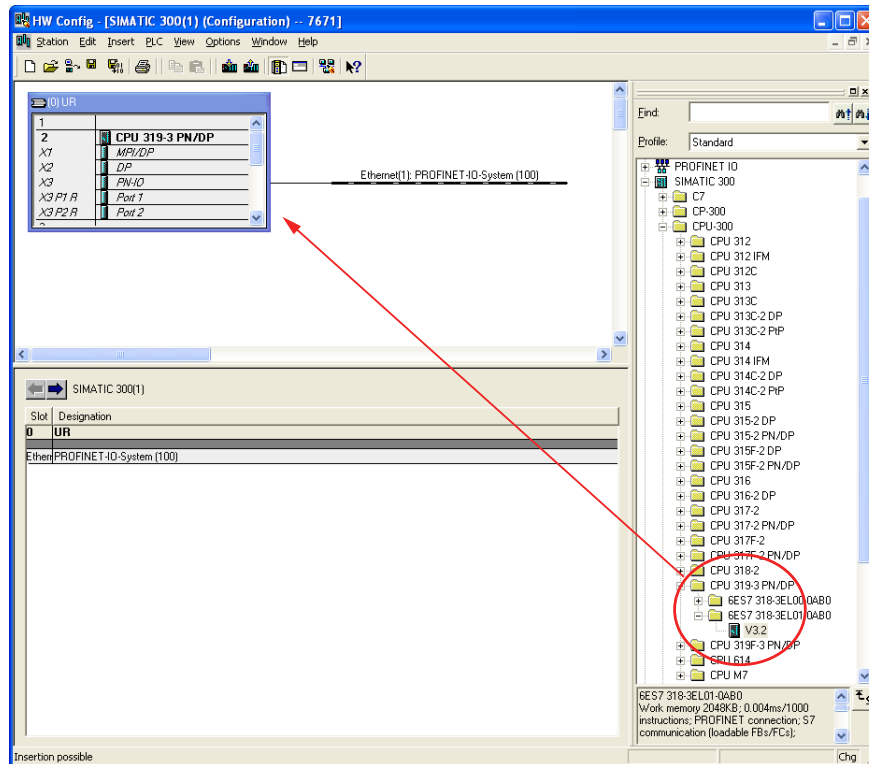 HW Config - [SIMATIC 300(1) (Configuration) -- 7671]
Station Edit Insert PLC View Options Window Help
(0) UR
1
2 CPU 319-3 PN/DP
X1 MPI/DP
X2 DP
X3 PN-IO
X3 P1 R Port 1
X3 P2 R Port 2
Ethernet(1): PROFINET-IO-System (100)
SIMATIC 300(1)
Slot Designation
0 UR
Ethern PROFINET-IO-System (100)
Find:
Profile: Standard
PROFINET IO
SIMATIC 300
C7
CP-300
CPU-300
CPU 312
CPU 312 IFM
CPU 312C
CPU 313
CPU 313C
CPU 313C-2 DP
CPU 313C-2 PtP
CPU 314
CPU 314 IFM
CPU 314C-2 DP
CPU 314C-2 PtP
CPU 315
CPU 315-2 DP
CPU 315-2 PN/DP
CPU 315F-2 DP
CPU 315F-2 PN/DP
CPU 316
CPU 316-2 DP
CPU 317-2
CPU 317-2 PN/DP
CPU 317F-2
CPU 317F-2 PN/DP
CPU 318-2
CPU 319-3 PN/DP
6ES7 318-3EL00-0AB0
6ES7 318-3EL01-0AB0
V3.2
CPU 319F-3 PN/DP
CPU 614
CPU M7
6ES7 318-3EL01-0AB0
Work memory 2048KB; 0.004ms/1000
instructions; PROFINET connection; S7
communication (loadable FBs/FCs);
Insertion possible
Chg